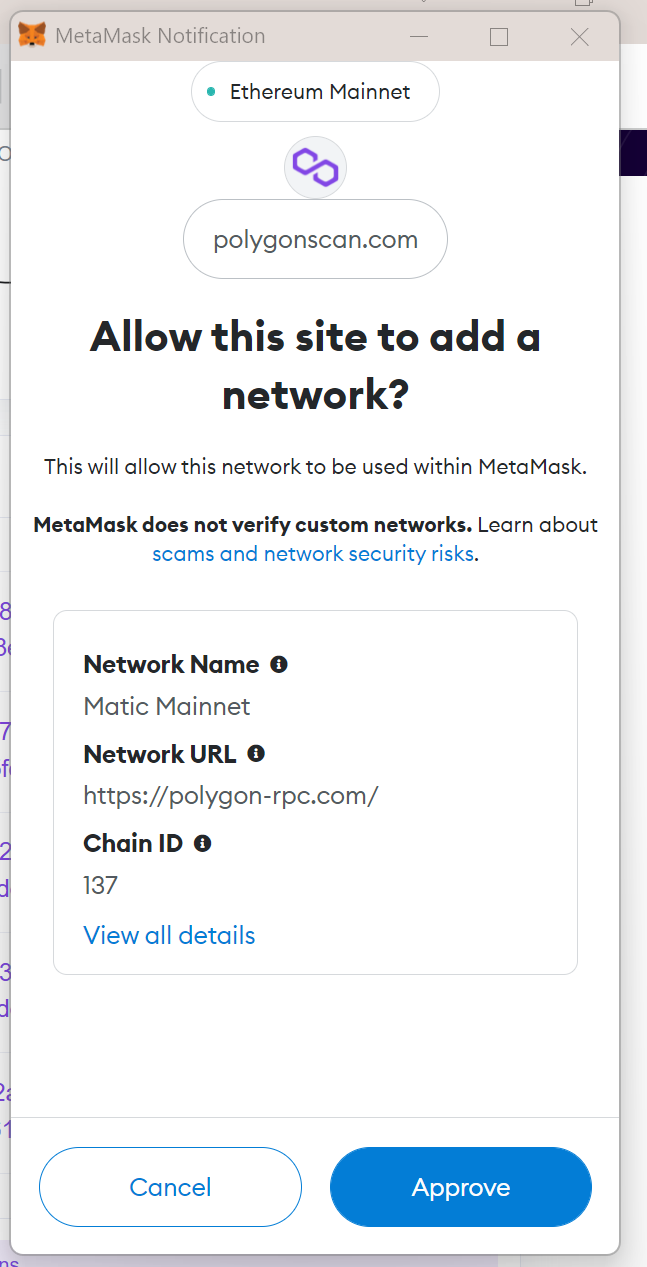 MetaMask Notification
Ethereum Mainnet
polygonscan.com
Allow this site to add a
network?
This will allow this network to be used within MetaMask.
MetaMask does not verify custom networks. Learn about
scams and network security risks.
Network Name
Matic Mainnet
Network URL
https://polygon-rpc.com/
Chain ID
137
View all details
Cancel
Approve